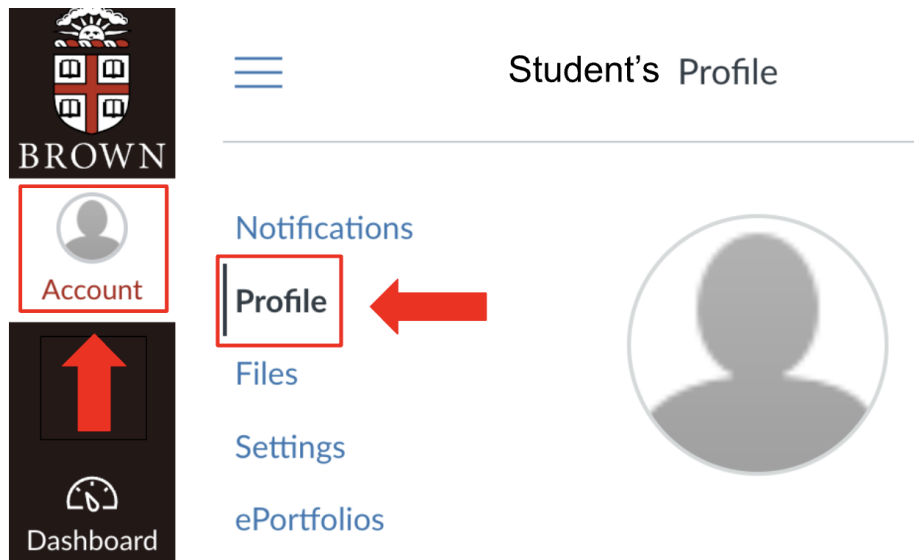 BROWN
Account
Dashboard
Student's Profile
Notifications
Profile
Files
Settings
ePortfolios